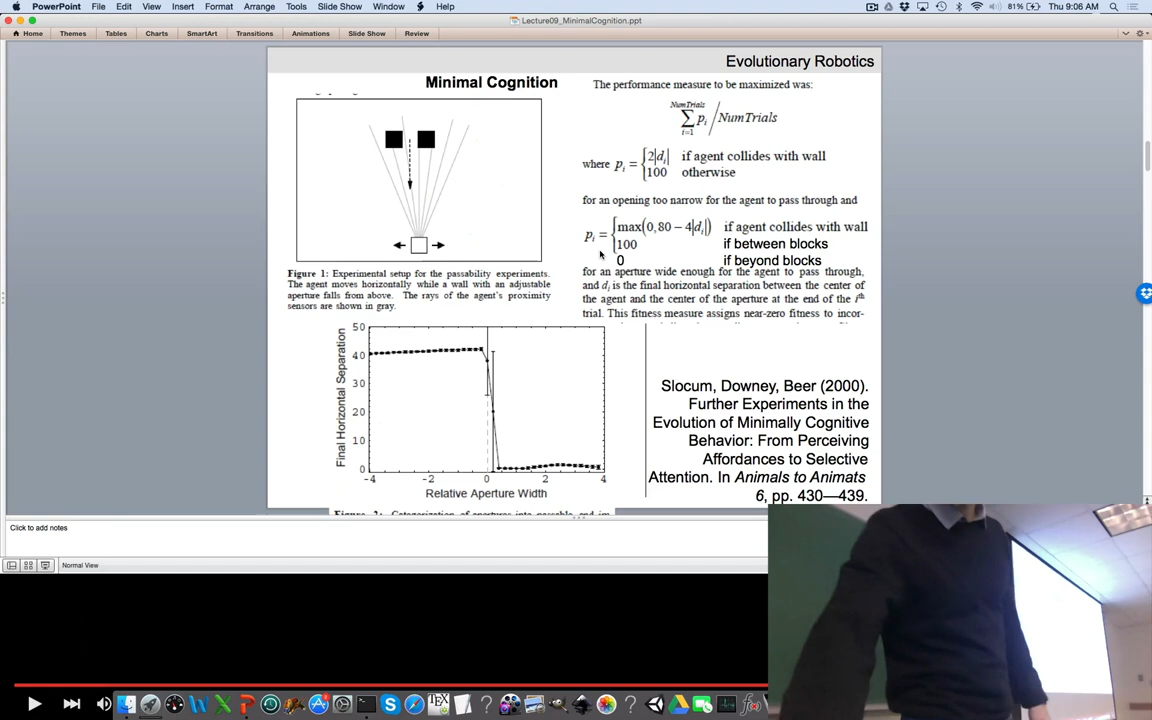 PowerPoint File Edit View Insert Format Arrange Tools Slide Show Window Help 81% Thu 9:06 AM
Lecture09_MinimalCognition.ppt
Home Themes Tables Charts SmartArt Transitions Animations Slide Show Review
Evolutionary Robotics
Minimal Cognition
Figure 1: Experimental setup for the passability experiments.
The agent moves horizontally while a wall with an adjustable
aperture falls from above. The rays of the agent's proximity
sensors are shown in gray.
The performance measure to be maximized was:
NumTrials
∑ pᵢ / NumTrials
i=1
where pᵢ = { 2|dᵢ| if agent collides with wall
100 otherwise
for an opening too narrow for the agent to pass through and
pᵢ = { max(0, 80 − 4|dᵢ|) if agent collides with wall
100 if between blocks
0 if beyond blocks
for an aperture wide enough for the agent to pass through,
and dᵢ is the final horizontal separation between the center of
the agent and the center of the aperture at the end of the iᵗʰ
trial. This fitness measure assigns near-zero fitness to incor-
Final Horizontal Separation
50
40
30
20
10
0
-4 -2 0 2 4
Relative Aperture Width
Slocum, Downey, Beer (2000).
Further Experiments in the
Evolution of Minimally Cognitive
Behavior: From Perceiving
Affordances to Selective
Attention. In Animals to Animats
6, pp. 430—439.
Click to add notes
Normal View